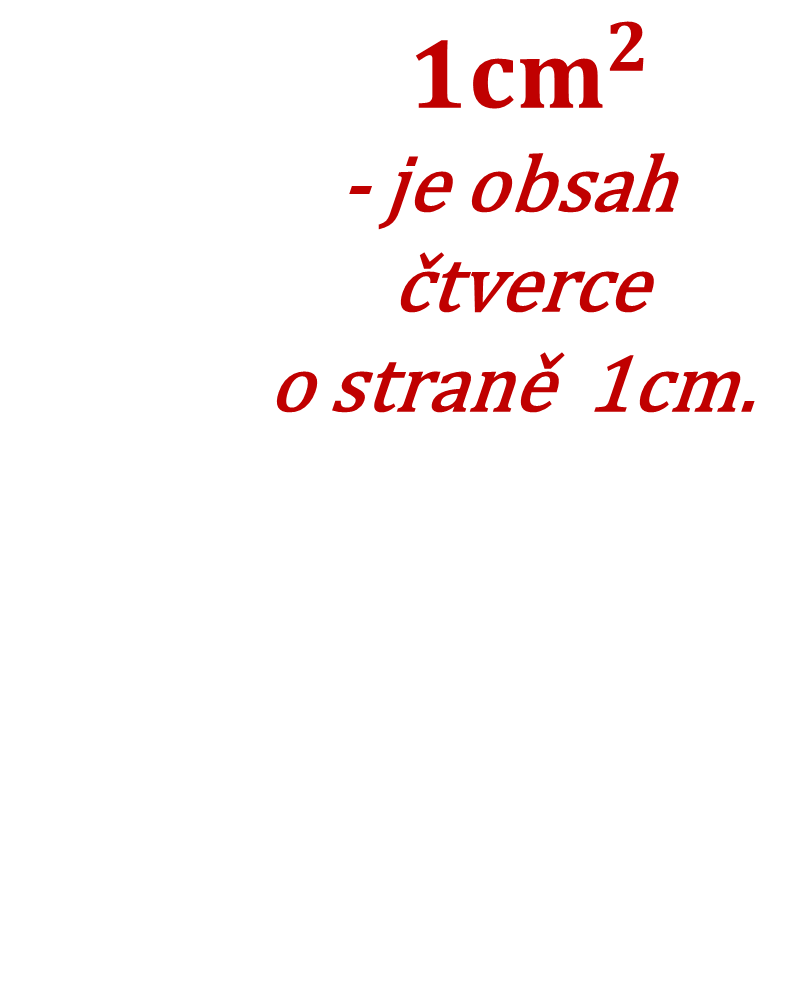 1cm²
- je obsah
čtverce
o straně 1cm.